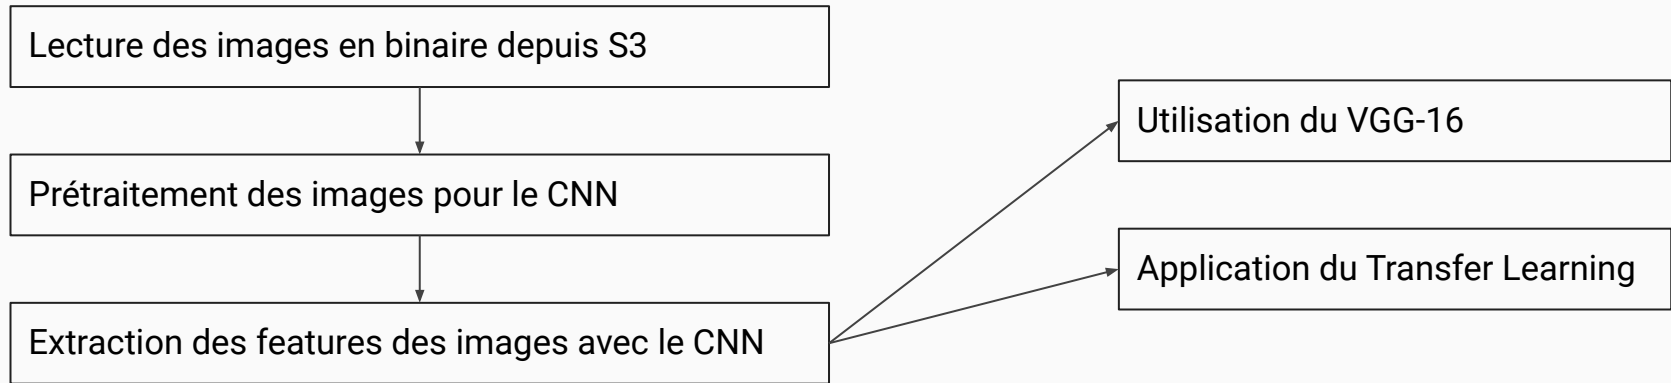 Lecture des images en binaire depuis S3
Prétraitement des images pour le CNN
Extraction des features des images avec le CNN
Utilisation du VGG-16
Application du Transfer Learning